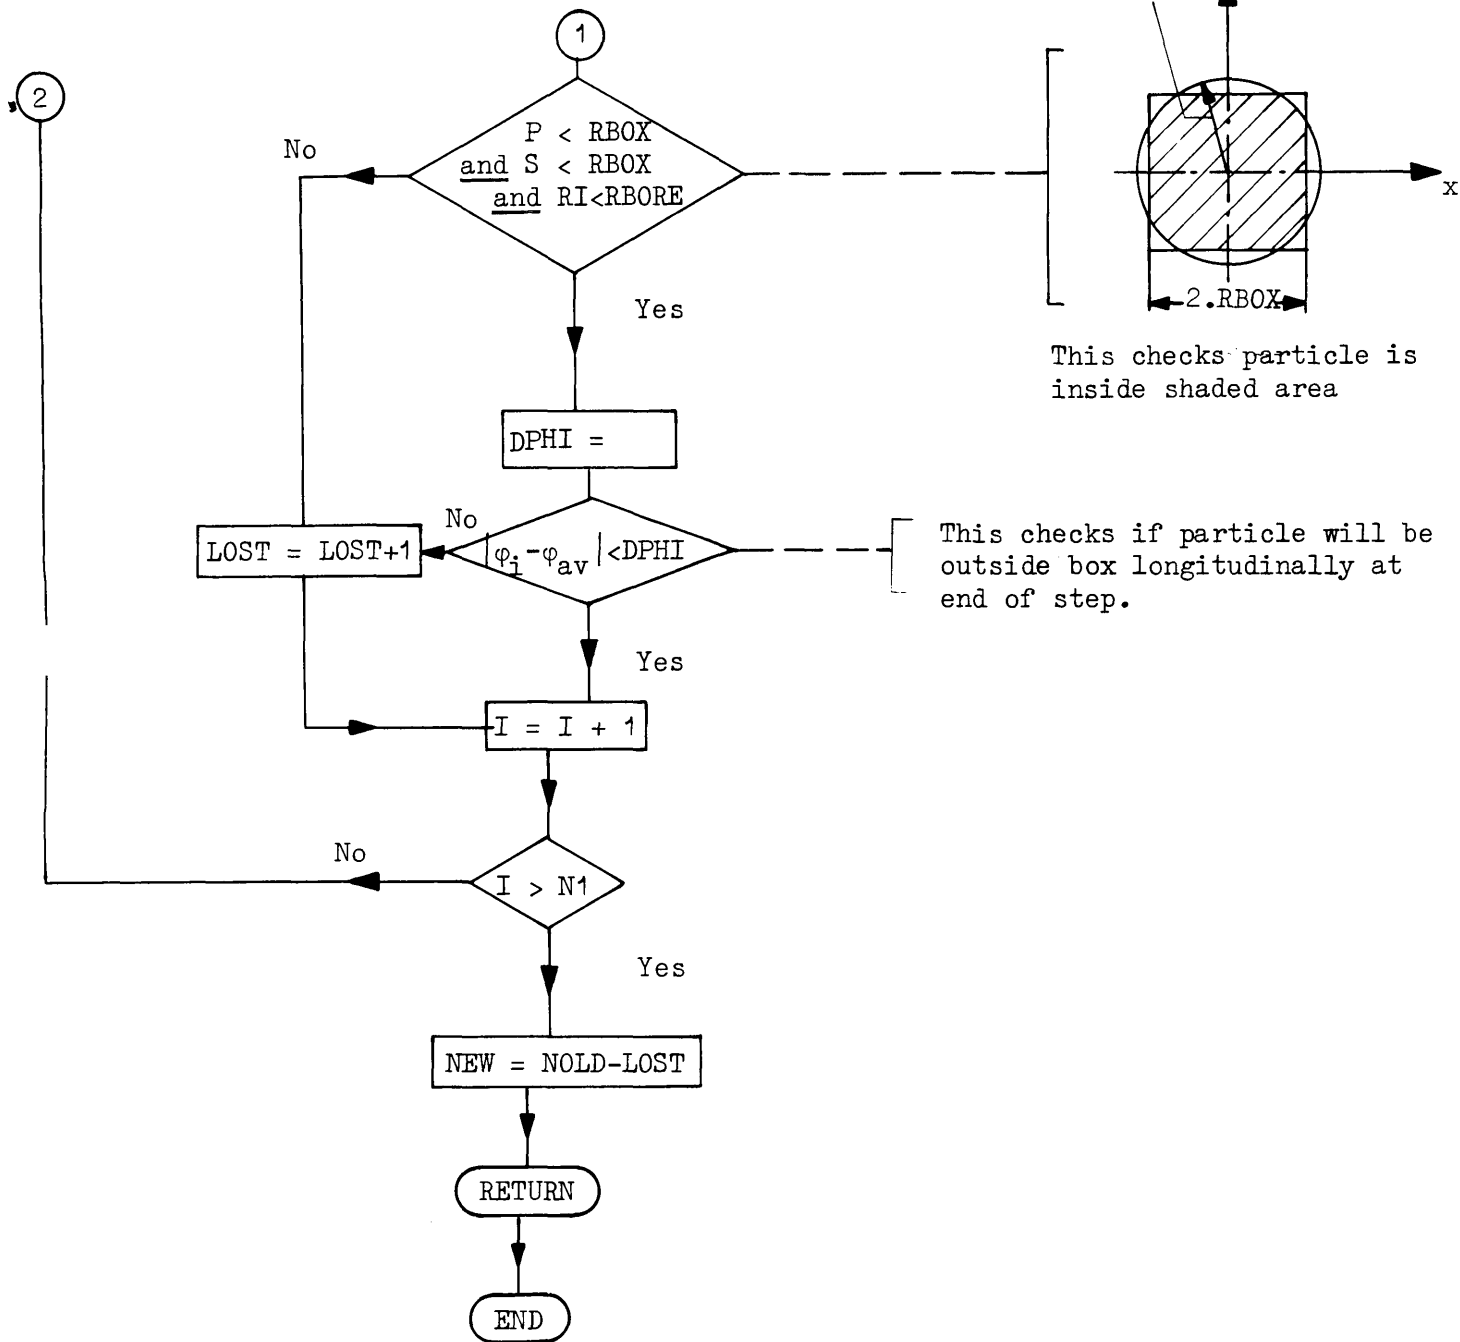 1
2
P < RBOX
and S < RBOX
and RI<RBORE
No
Yes
x
2.RBOX
This checks particle is
inside shaded area
DPHI =
No
|φi-φav|<DPHI
LOST = LOST+1
This checks if particle will be
outside box longitudinally at
end of step.
Yes
I = I + 1
No
I > N1
Yes
NEW = NOLD-LOST
RETURN
END